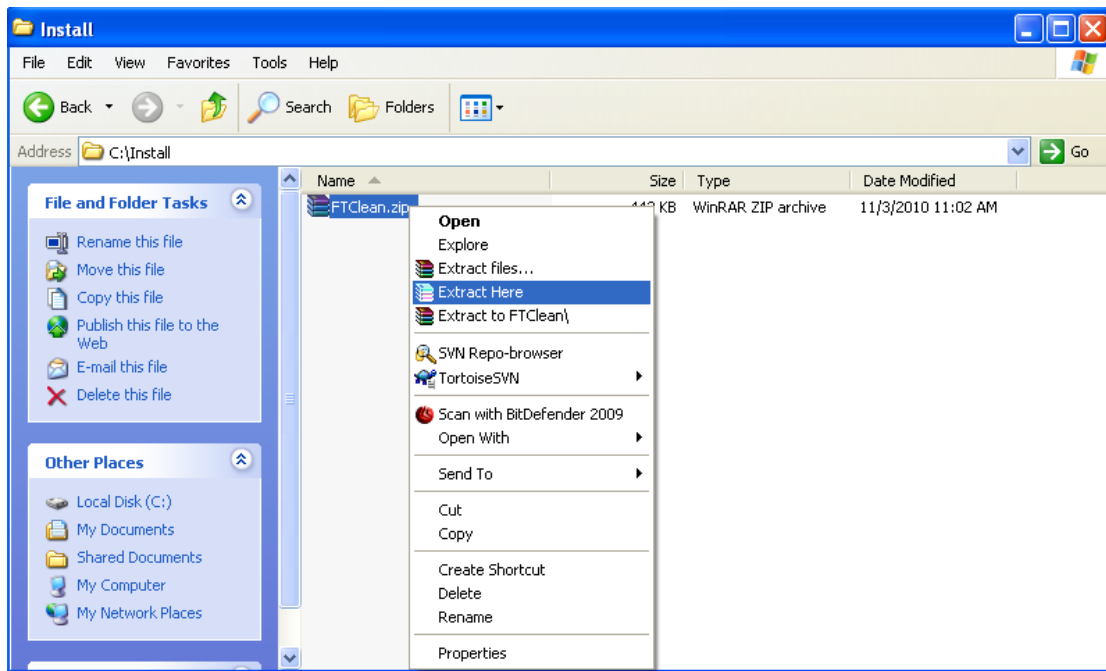 Install
File Edit View Favorites Tools Help
Back Search Folders
Address C:\Install Go
Name Size Type Date Modified
File and Folder Tasks
Rename this file
Move this file
Copy this file
Publish this file to the
Web
E-mail this file
Delete this file
Other Places
Local Disk (C:)
My Documents
Shared Documents
My Computer
My Network Places
FTClean.zip KB WinRAR ZIP archive 11/3/2010 11:02 AM
Open
Explore
Extract files...
Extract Here
Extract to FTClean\
SVN Repo-browser
TortoiseSVN
Scan with BitDefender 2009
Open With
Send To
Cut
Copy
Create Shortcut
Delete
Rename
Properties